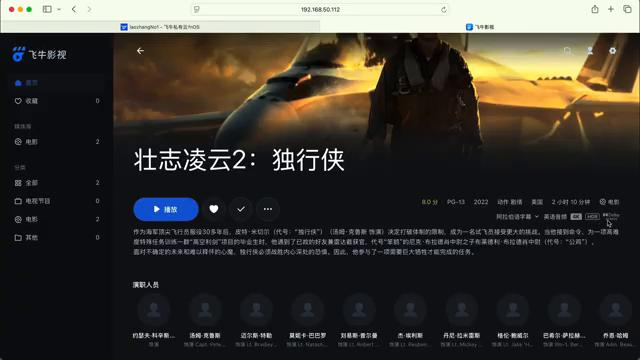 192.168.50.112
laozhangNo1 - 飞牛私有云fnOS
飞牛影视
飞牛影视
首页
收藏 0
媒体库
电影 2
分类
全部 2
电视节目 0
电影 2
其他 0
壮志凌云2：独行侠
播放
8.0 分 PG-13 2022 动作 剧情 美国 2 小时 10 分钟 电影
阿拉伯语字幕 英语音频 4K HDR
作为海军顶尖飞行员服役30多年后，皮特·米切尔（代号：“独行侠”）（汤姆·克鲁斯 饰演）决定打破体制的限制，成为一名试飞员接受更大的挑战。当他接到命令，为一项高难
度特殊任务训练一群“高空利剑”项目的毕业生时，他遇到了已故的好友兼雷达截获官，代号“笨鹅”的尼克·布拉德肖中尉之子布莱德利·布拉德肖中尉（代号：“公鸡”）。
面对不确定的未来和难以释怀的心魔，独行侠必须战胜内心深处的恐惧，因此，他参与了一项需要巨大牺牲才能完成的任务。
演职人员
约瑟夫·科辛斯... 汤姆·克鲁斯 迈尔斯·特勒 莫妮卡·巴巴罗 刘易斯·普尔曼 杰·埃利斯 丹尼·拉米雷斯 格伦·鲍威尔 巴希尔·萨拉赫... 乔恩·哈姆
饰演 饰演 Capt. Pete... 饰演 Lt. Bradley... 饰演 Lt. Natash... 饰演 Lt. Robert ... 饰演 Lt. 饰演 Lt. Mickey ... 饰演 Lt. Jake 'H... 饰演 Lt. 饰演 Adm. Beau...